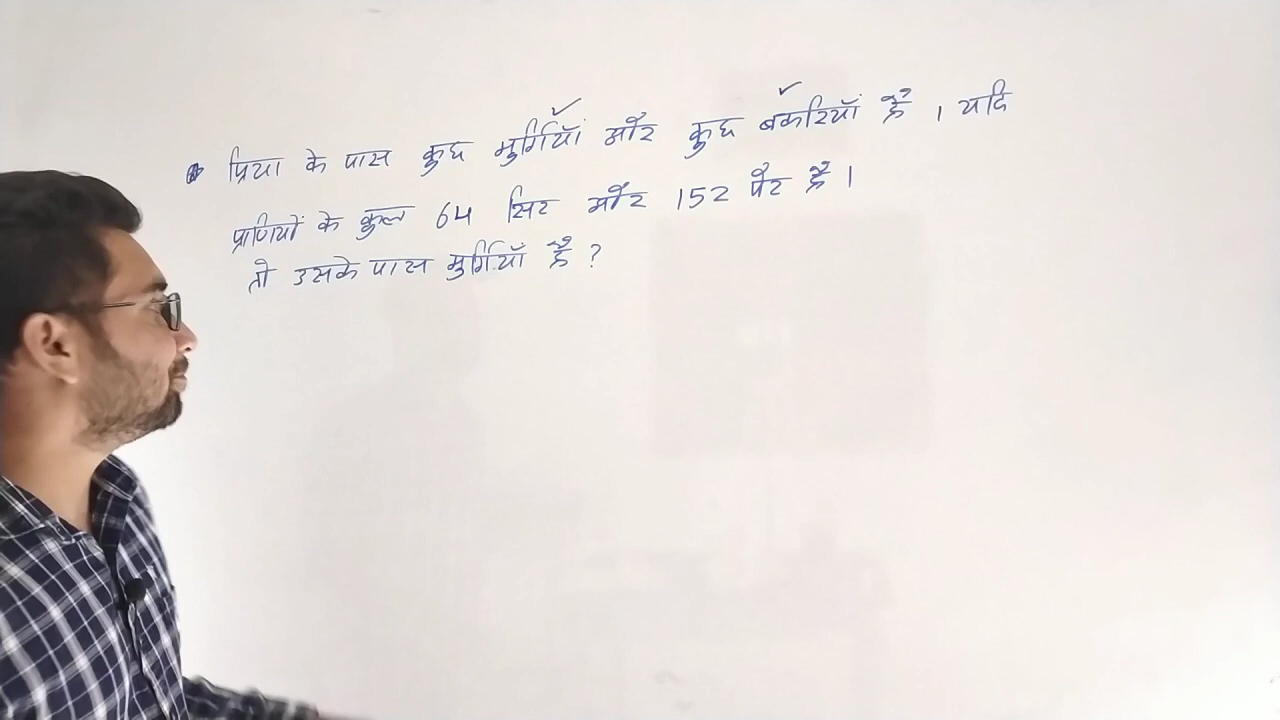 प्रिया के पास कुछ मुर्गियाँ और कुछ बकरियाँ हैं । यदि
प्राणियों के कुल 64 सिर और 152 पैर हैं ।
तो उसके पास मुर्गियाँ हैं ?